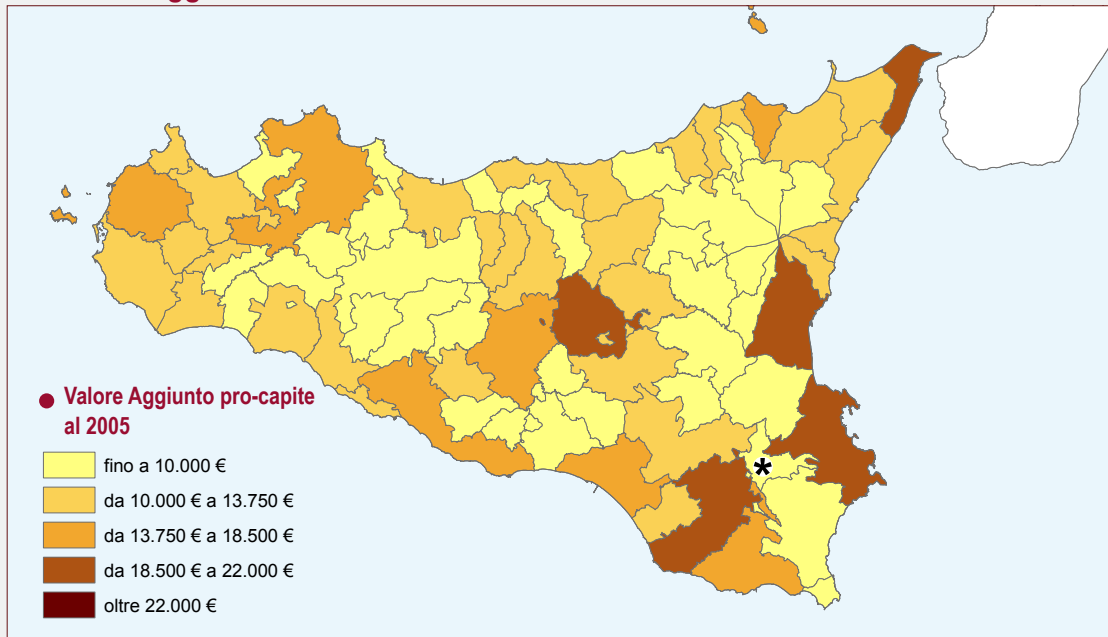 Valore Aggiunto pro-capite
al 2005
fino a 10.000 €
da 10.000 € a 13.750 €
da 13.750 € a 18.500 €
da 18.500 € a 22.000 €
oltre 22.000 €
*